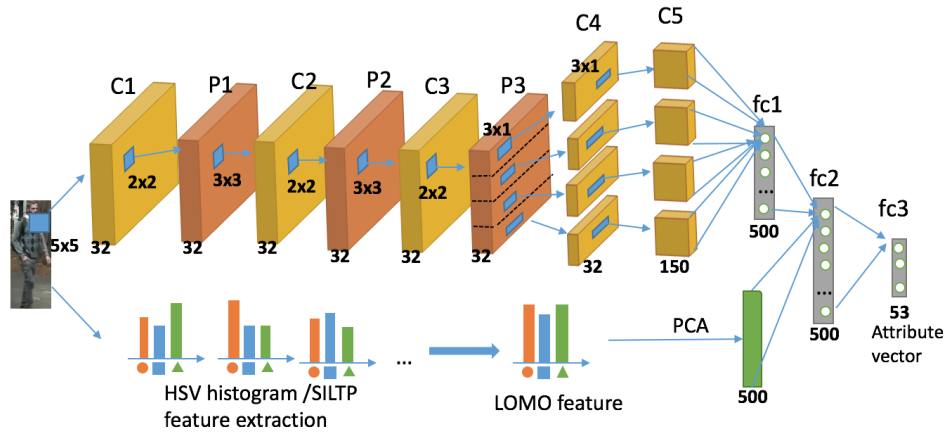 C1
P1
C2
P2
C3
P3
C4
C5
fc1
fc2
fc3
5x5
2x2
3x3
2x2
3x3
2x2
3x1
3x1
32
32
32
32
32
32
32
150
500
500
53
Attribute
vector
HSV histogram /SILTP
feature extraction
...
LOMO feature
PCA
500
...
...